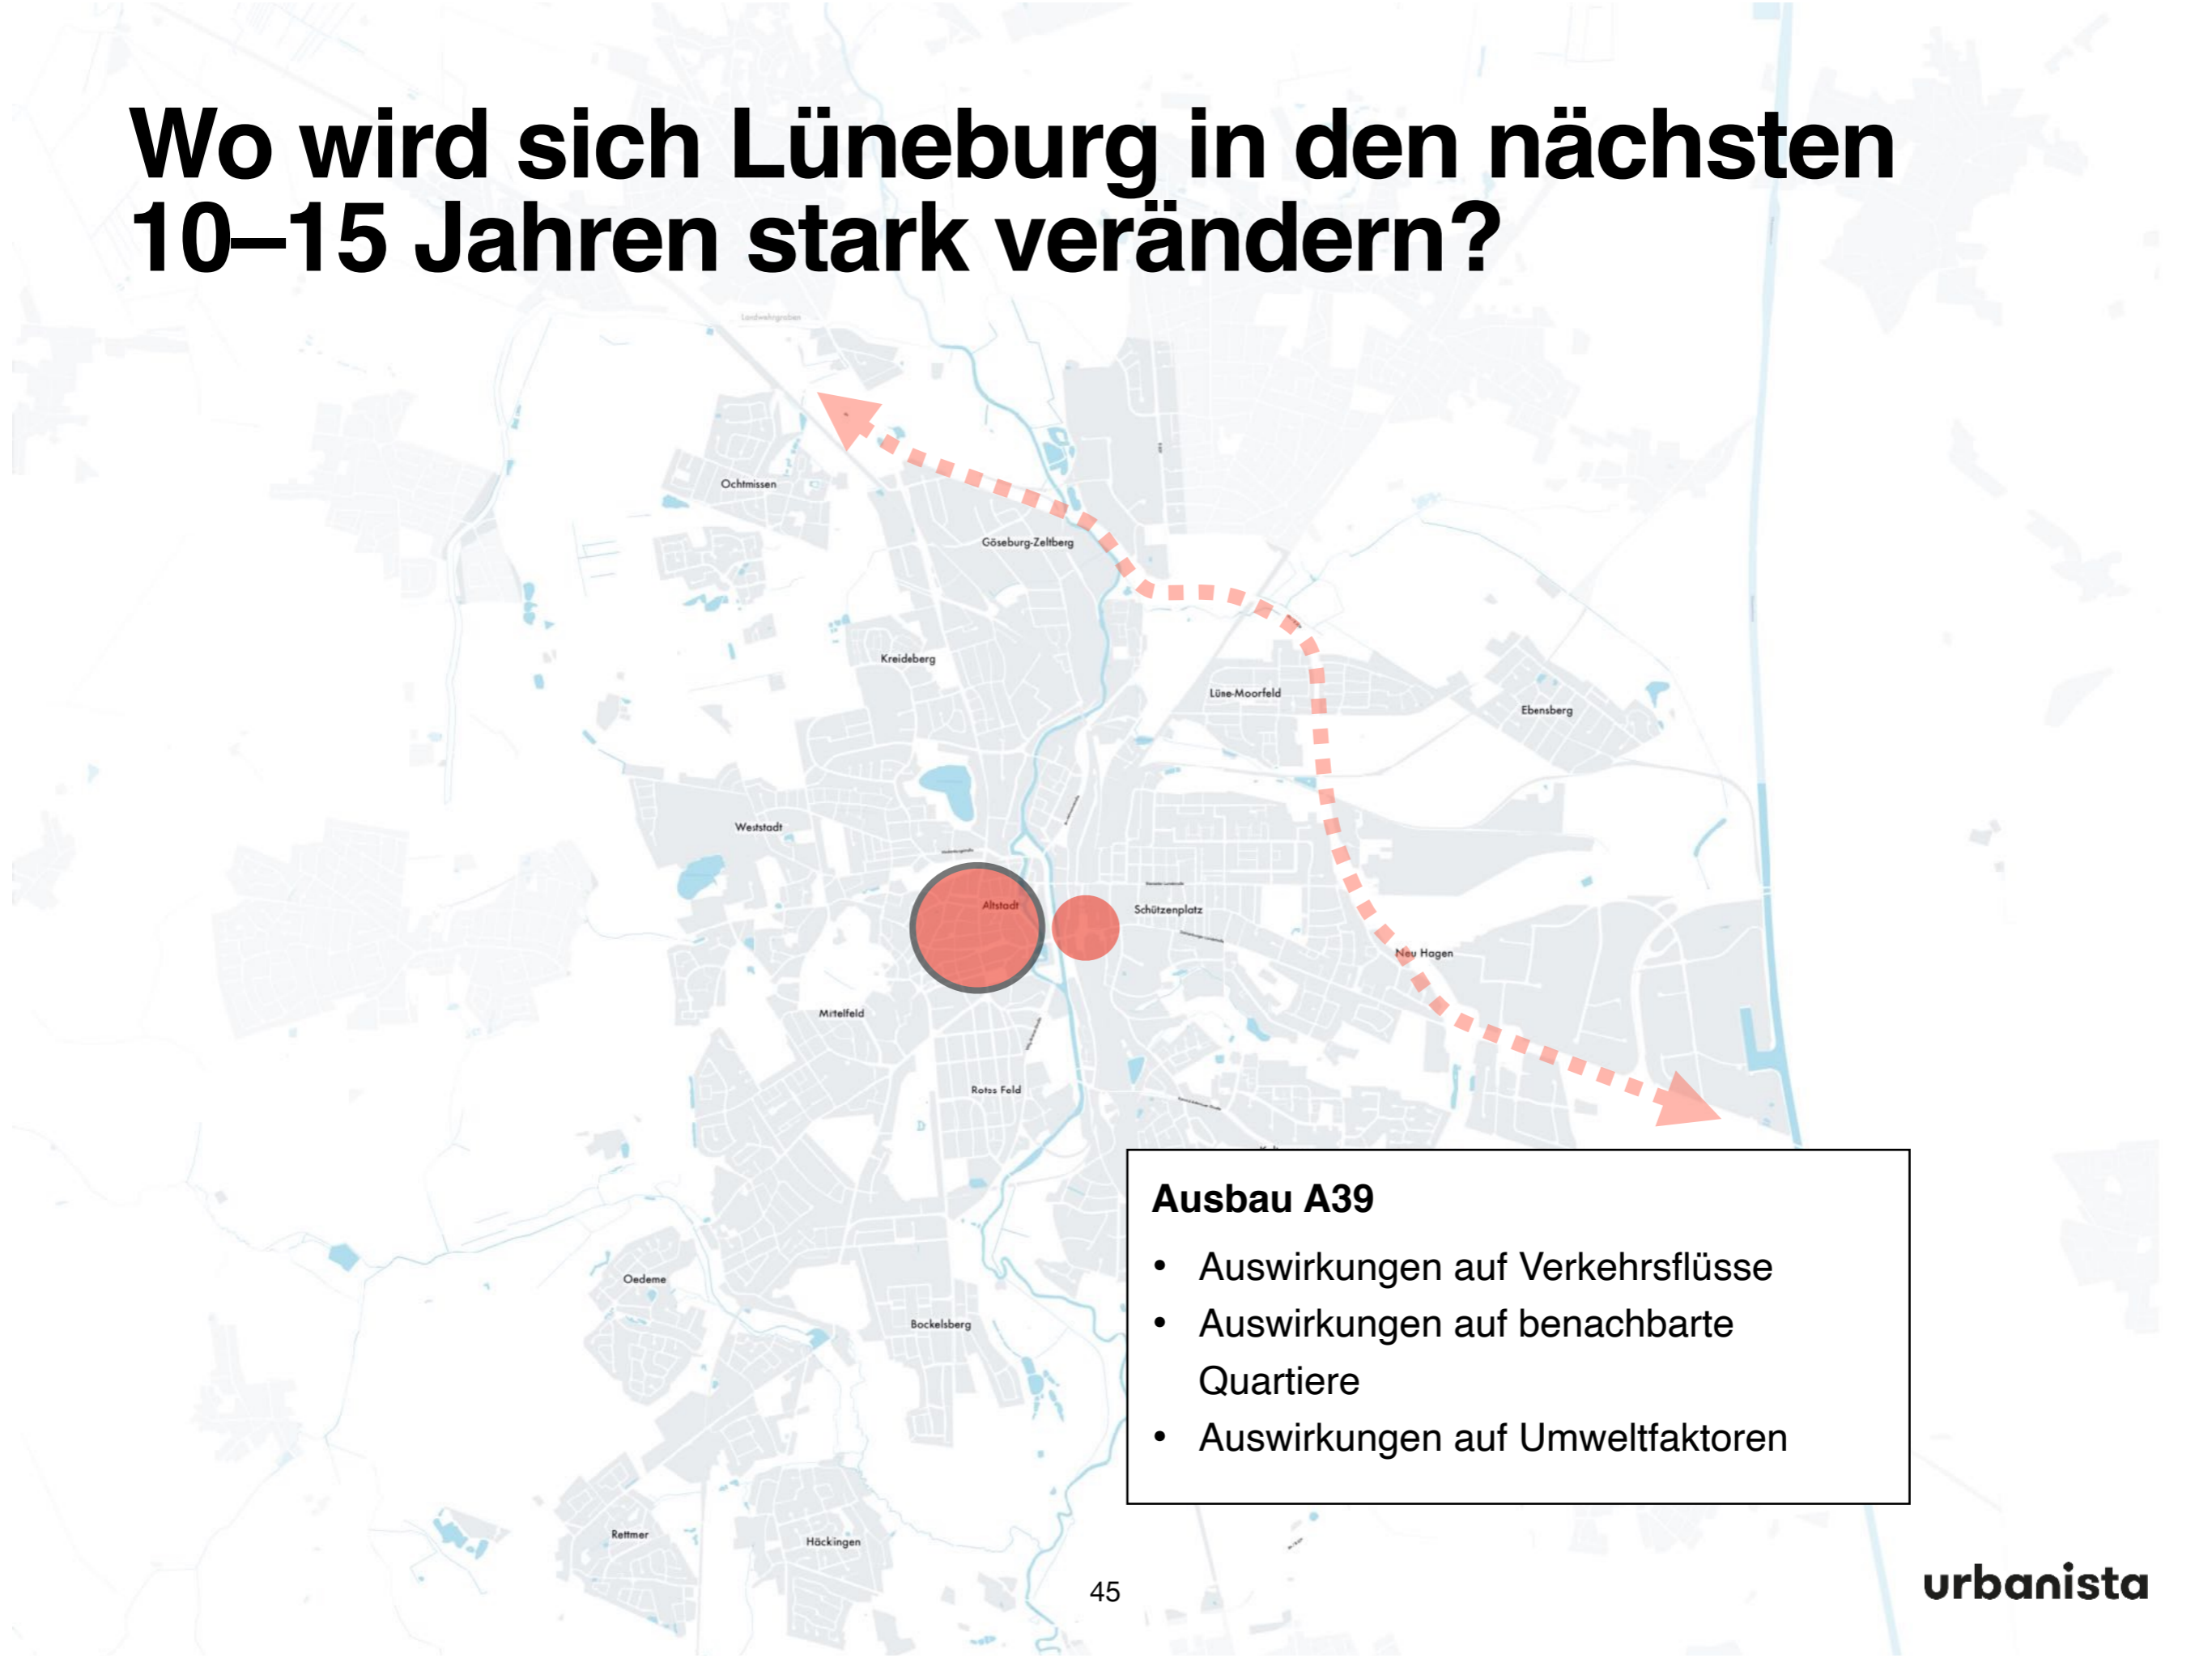 Wo wird sich Lüneburg in den nächsten
10–15 Jahren stark verändern?
Landwehrgraben
Ochtmissen
Göseburg-Zeltberg
Kreideberg
Lüne-Moorfeld
Ebensberg
Weststadt
Altstadt
Schützenplatz
Neu Hagen
Mittelfeld
Rotes Feld
Ausbau A39
• Auswirkungen auf Verkehrsflüsse
• Auswirkungen auf benachbarte
Quartiere
• Auswirkungen auf Umweltfaktoren
Oedeme
Bockelsberg
Rettmer
Häckingen
45
urbanista